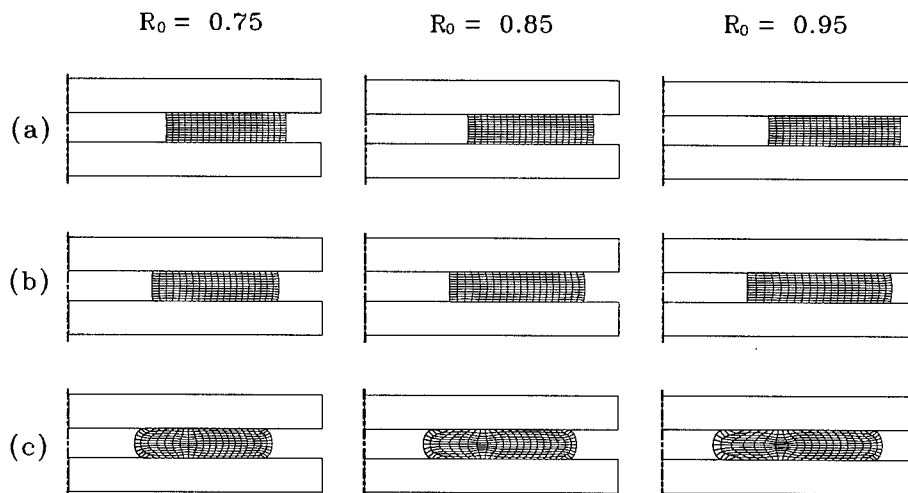 R₀ = 0.75 R₀ = 0.85 R₀ = 0.95
(a)
(b)
(c)